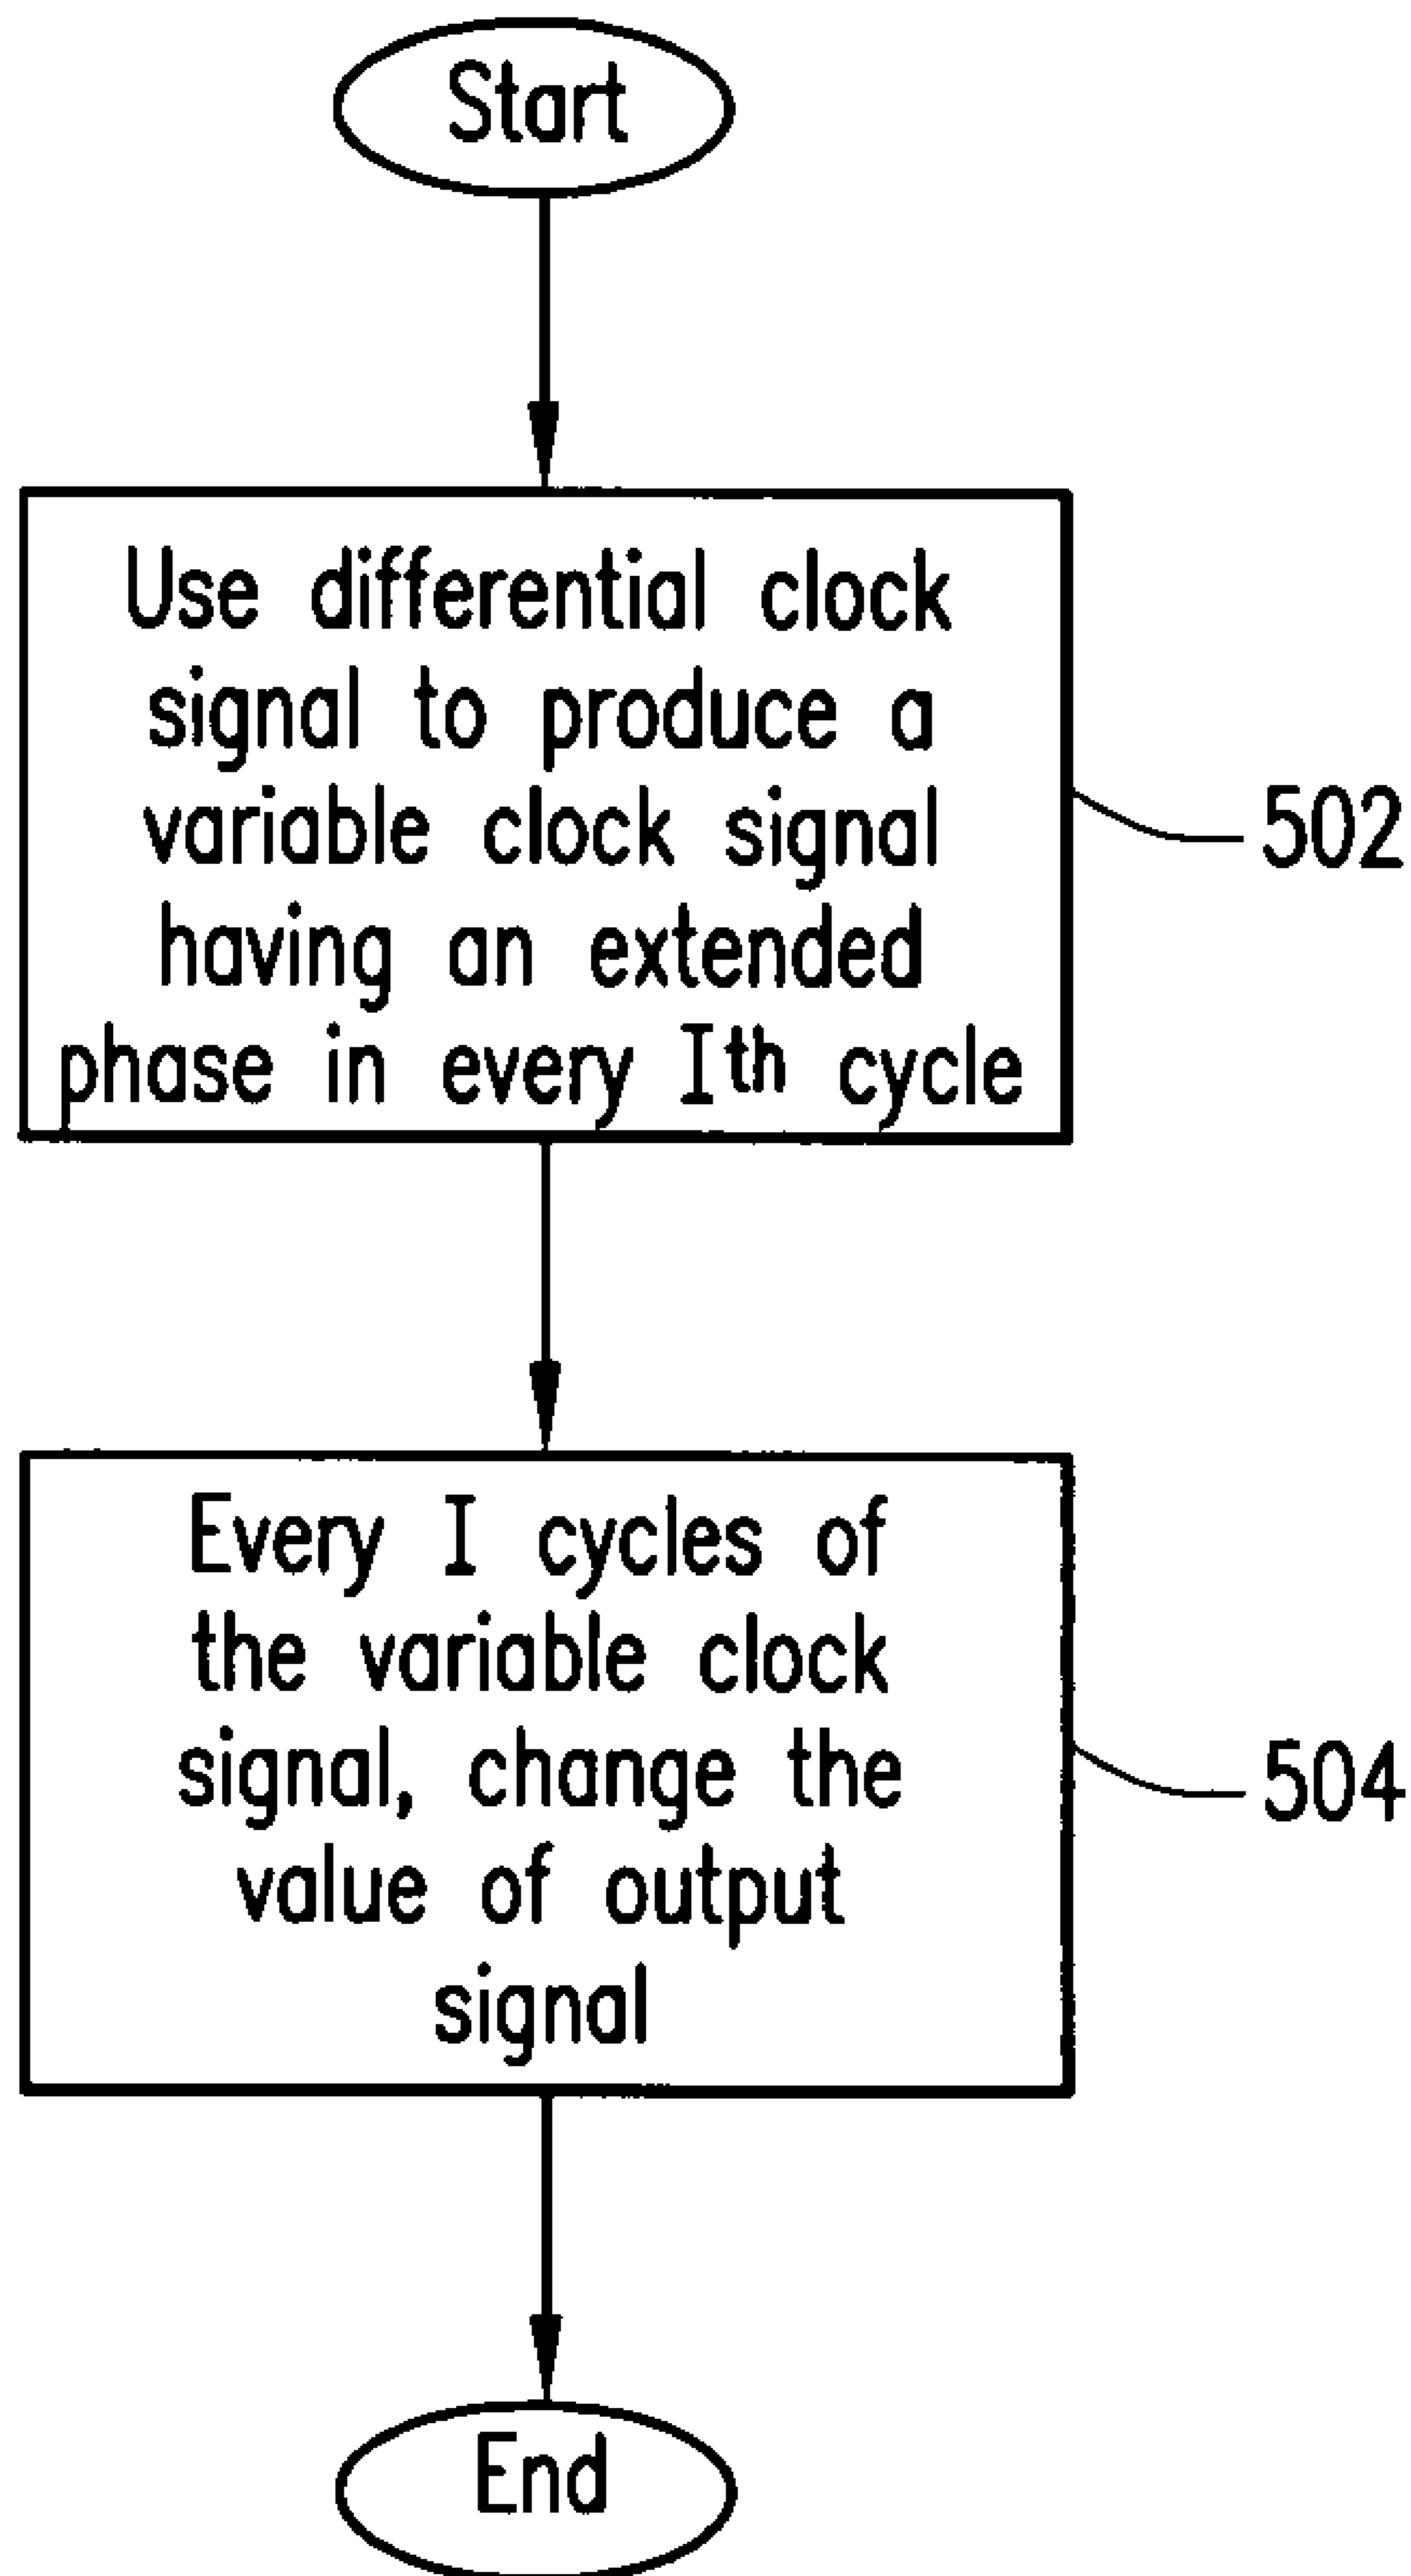 Start
Use differential clock
signal to produce a
variable clock signal
having an extended
phase in every Ith cycle
502
Every I cycles of
the variable clock
signal, change the
value of output
signal
504
End